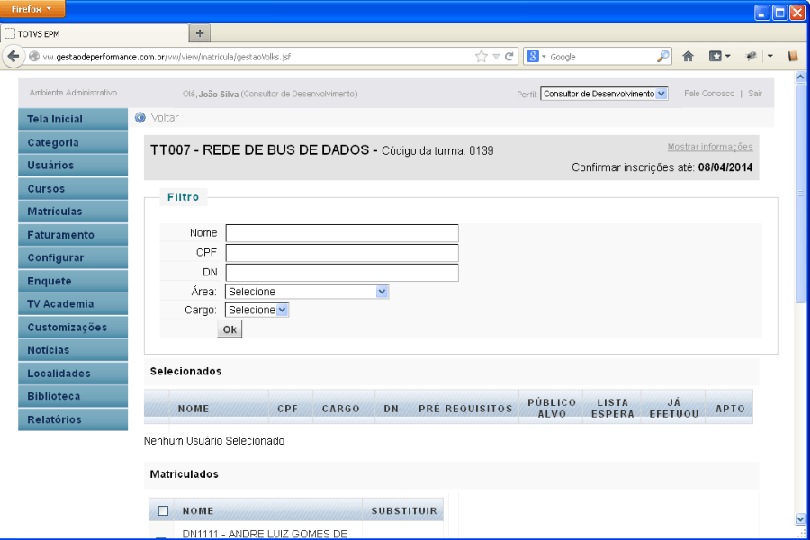 Firefox
TOTVS EPM
+
vw.gestaodeperformance.com.br/vw/view/matricula/gestao/blks.jsf
Google
Ambiente Administrativo
Olá, João Silva (Consultor de Desenvolvimento)
Perfil: Consultor de Desenvolvimento
Fale Conosco | Sair
Tela Inicial
Categoria
Usuários
Cursos
Matrículas
Faturamento
Configurar
Enquete
TV Academia
Customizações
Notícias
Localidades
Biblioteca
Relatórios
Voltar
TT007 - REDE DE BUS DE DADOS - Código da turma: 0139
Mostrar informações
Confirmar inscrições até: 08/04/2014
Filtro
Nome
CPF
DN
Área: Selecione
Cargo: Selecione
Ok
Selecionados
NOME CPF CARGO DN PRÉ REQUISITOS PÚBLICO ALVO LISTA ESPERA JÁ EFETUOU APTO
Nenhum Usuário Selecionado
Matriculados
NOME SUBSTITUIR
DN1111 - ANDRE LUIZ GOMES DE